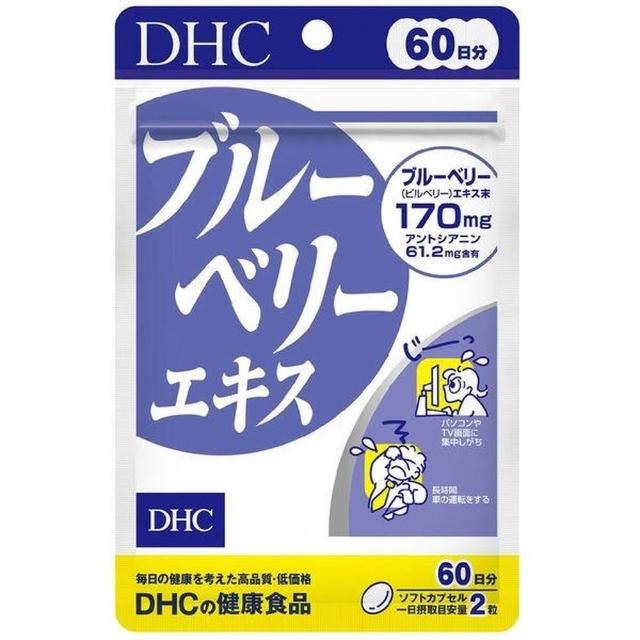 DHC
60日分
ブルー
ベリー
エキス
ブルーベリー
(ビルベリー)エキス末
170mg
アントシアニン
61.2mg含有
じーっ
パソコンや
TV画面に
集中しがち
長時間
車の運転をする
DHC
毎日の健康を考えた高品質・低価格
DHCの健康食品
60日分
ソフトカプセル
一日摂取目安量2粒